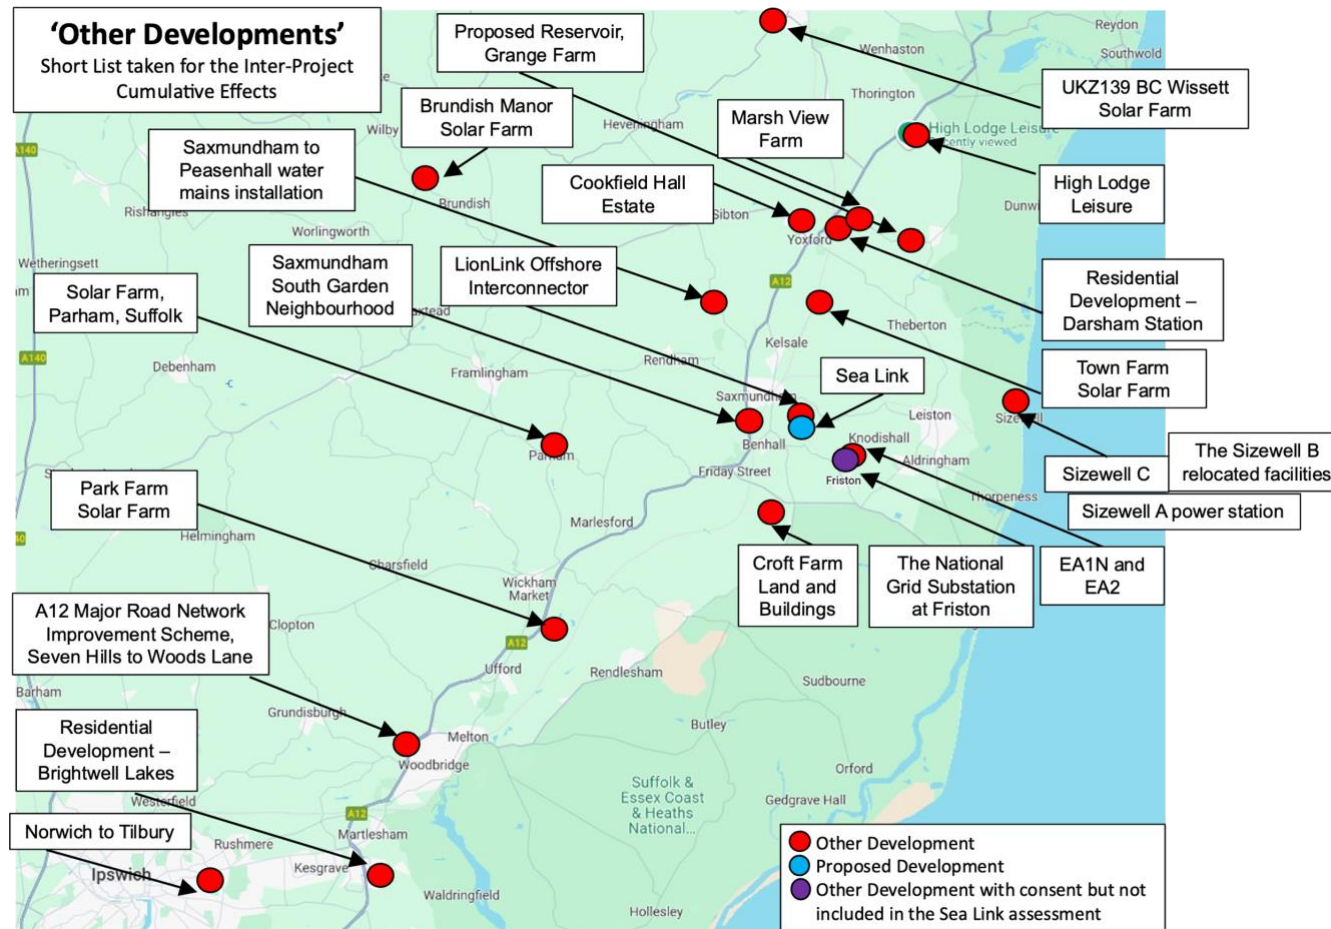 'Other Developments'
Short List taken for the Inter-Project
Cumulative Effects
Proposed Reservoir,
Grange Farm
Reydon
Southwold
Wenhaston
UKZ139 BC Wissett
Solar Farm
Brundish Manor
Solar Farm
Wilby
Heveningham
Marsh View
Farm
Thorington
High Lodge Leisure
recently viewed
A140
Saxmundham to
Peasenhall water
mains installation
Cookfield Hall
Estate
High Lodge
Leisure
Rishangles
Brundish
Sibton
Worlingworth
Yoxford
Wetheringsett
Saxmundham
South Garden
Neighbourhood
LionLink Offshore
Interconnector
Residential
Development –
Darsham Station
A12
Solar Farm,
Parham, Suffolk
Theberton
Kelsale
A140
Debenham
Framlingham
Rendham
Sea Link
Town Farm
Solar Farm
Saxmundham
Leiston
Benhall
Knodishall
Aldringham
Parham
Friday Street
Friston
Sizewell C
The Sizewell B
relocated facilities
Thorpeness
Sizewell A power station
Park Farm
Solar Farm
Marlesford
Helmingham
Charsfield
Croft Farm
Land and
Buildings
The National
Grid Substation
at Friston
EA1N and
EA2
Wickham
Market
A12 Major Road Network
Improvement Scheme,
Seven Hills to Woods Lane
Clopton
A12
Ufford
Rendlesham
Sudbourne
Barham
Grundisburgh
Butley
Melton
Woodbridge
Residential
Development –
Brightwell Lakes
Orford
Suffolk &
Essex Coast
& Heaths
National...
Gedgrave Hall
Westerfield
A12
Norwich to Tilbury
Martlesham
Rushmere
Kesgrave
Ipswich
Waldringfield
Hollesley
Other Development
Proposed Development
Other Development with consent but not
included in the Sea Link assessment